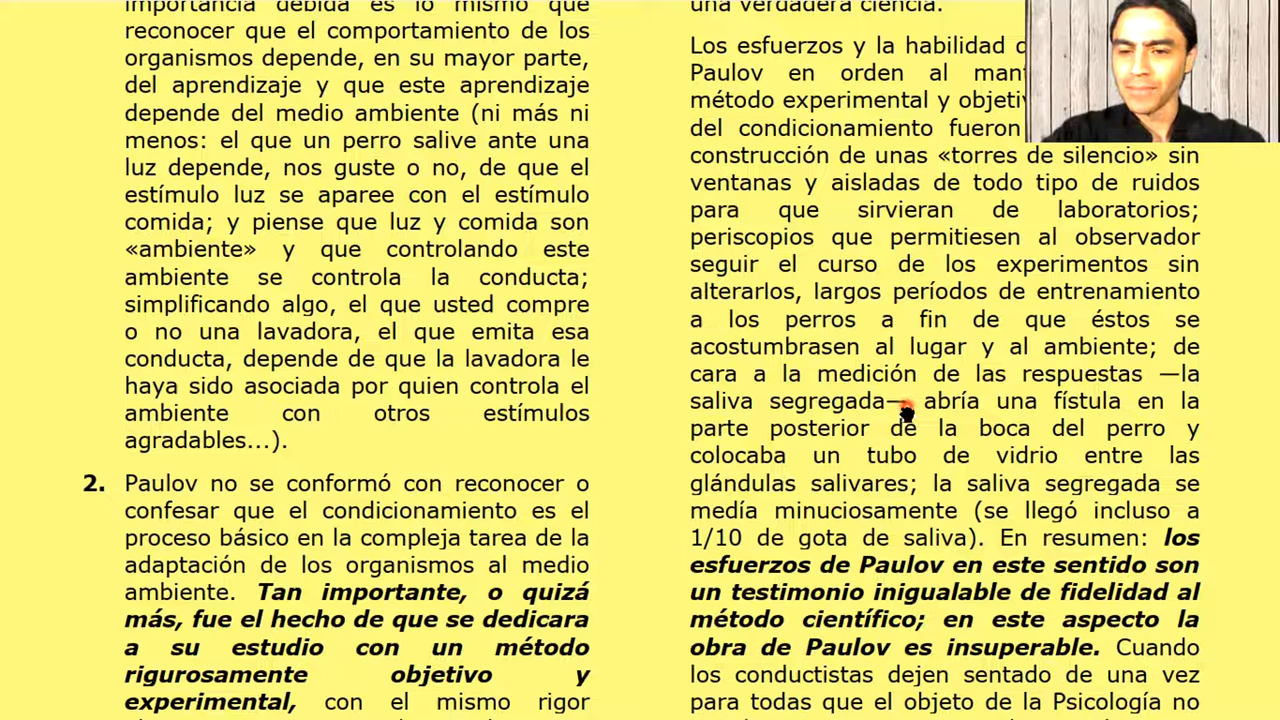 importancia debida es lo mismo que
reconocer que el comportamiento de los
organismos depende, en su mayor parte,
del aprendizaje y que este aprendizaje
depende del medio ambiente (ni más ni
menos: el que un perro salive ante una
luz depende, nos guste o no, de que el
estímulo luz se aparee con el estímulo
comida; y piense que luz y comida son
«ambiente» y que controlando este
ambiente se controla la conducta;
simplificando algo, el que usted compre
o no una lavadora, el que emita esa
conducta, depende de que la lavadora le
haya sido asociada por quien controla el
ambiente con otros estímulos
agradables...).
2. Paulov no se conformó con reconocer o
confesar que el condicionamiento es el
proceso básico en la compleja tarea de la
adaptación de los organismos al medio
ambiente. Tan importante, o quizá
más, fue el hecho de que se dedicara
a su estudio con un método
rigurosamente objetivo y
experimental, con el mismo rigor
una verdadera ciencia.
Los esfuerzos y la habilidad
Paulov en orden al
método experimental y
del condicionamiento fueron
construcción de unas «torres de silencio» sin
ventanas y aisladas de todo tipo de ruidos
para que sirvieran de laboratorios;
periscopios que permitiesen al observador
seguir el curso de los experimentos sin
alterarlos, largos períodos de entrenamiento
a los perros a fin de que éstos se
acostumbrasen al lugar y al ambiente; de
cara a la medición de las respuestas —la
saliva segregada— abría una fístula en la
parte posterior de la boca del perro y
colocaba un tubo de vidrio entre las
glándulas salivares; la saliva segregada se
medía minuciosamente (se llegó incluso a
1/10 de gota de saliva). En resumen: los
esfuerzos de Paulov en este sentido son
un testimonio inigualable de fidelidad al
método científico; en este aspecto la
obra de Paulov es insuperable. Cuando
los conductistas dejen sentado de una vez
para todas que el objeto de la Psicología no